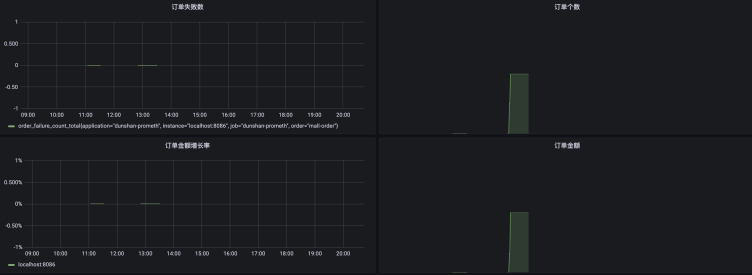 订单失败数
1
0.500
0
-0.50
-1
09:00 10:00 11:00 12:00 13:00 14:00 15:00 16:00 17:00 18:00 19:00 20:00
order_failure_count_total{application="dunshan-prometh", instance="localhost:8086", job="dunshan-prometh", order="mall-order"}
订单个数
订单金额增长率
1%
0.500%
0%
-0.50%
-1%
09:00 10:00 11:00 12:00 13:00 14:00 15:00 16:00 17:00 18:00 19:00 20:00
localhost:8086
订单金额